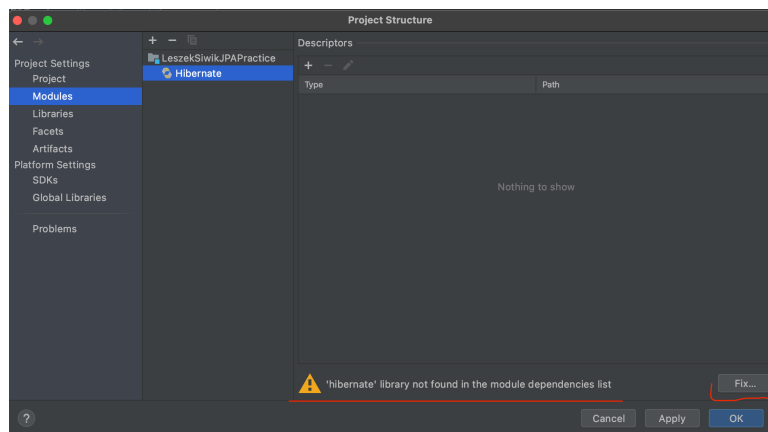 Project Structure
Project Settings
Project
Modules
Libraries
Facets
Artifacts
Platform Settings
SDKs
Global Libraries
Problems
LeszekSiwikJPAPractice
Hibernate
Descriptors
Type Path
Nothing to show
'hibernate' library not found in the module dependencies list
Fix...
?
Cancel Apply OK